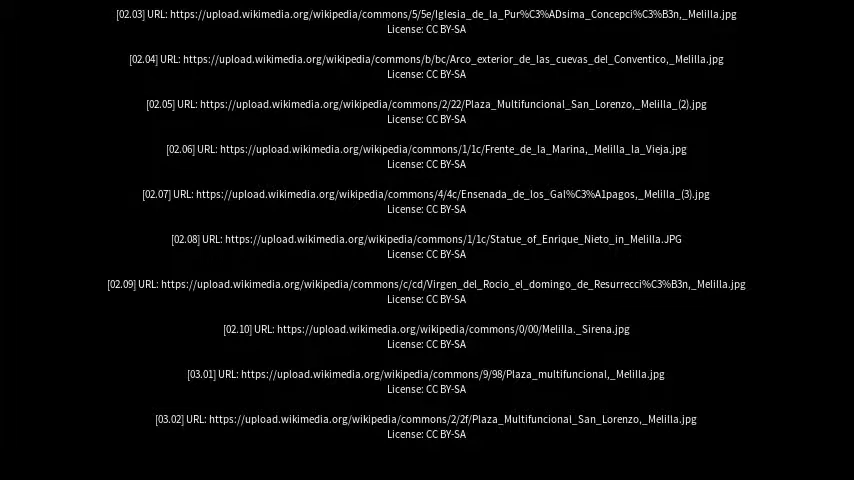 [02.03] URL: https://upload.wikimedia.org/wikipedia/commons/5/5e/Iglesia_de_la_Pur%C3%ADsima_Concepci%C3%B3n,_Melilla.jpg
License: CC BY-SA
[02.04] URL: https://upload.wikimedia.org/wikipedia/commons/b/bc/Arco_exterior_de_las_cuevas_del_Conventico,_Melilla.jpg
License: CC BY-SA
[02.05] URL: https://upload.wikimedia.org/wikipedia/commons/2/22/Plaza_Multifuncional_San_Lorenzo,_Melilla_(2).jpg
License: CC BY-SA
[02.06] URL: https://upload.wikimedia.org/wikipedia/commons/1/1c/Frente_de_la_Marina,_Melilla_la_Vieja.jpg
License: CC BY-SA
[02.07] URL: https://upload.wikimedia.org/wikipedia/commons/4/4c/Ensenada_de_los_Gal%C3%A1pagos,_Melilla_(3).jpg
License: CC BY-SA
[02.08] URL: https://upload.wikimedia.org/wikipedia/commons/1/1c/Statue_of_Enrique_Nieto_in_Melilla.JPG
License: CC BY-SA
[02.09] URL: https://upload.wikimedia.org/wikipedia/commons/c/cd/Virgen_del_Rocio_el_domingo_de_Resurrecci%C3%B3n,_Melilla.jpg
License: CC BY-SA
[02.10] URL: https://upload.wikimedia.org/wikipedia/commons/0/00/Melilla._Sirena.jpg
License: CC BY-SA
[03.01] URL: https://upload.wikimedia.org/wikipedia/commons/9/98/Plaza_multifuncional,_Melilla.jpg
License: CC BY-SA
[03.02] URL: https://upload.wikimedia.org/wikipedia/commons/2/2f/Plaza_Multifuncional_San_Lorenzo,_Melilla.jpg
License: CC BY-SA